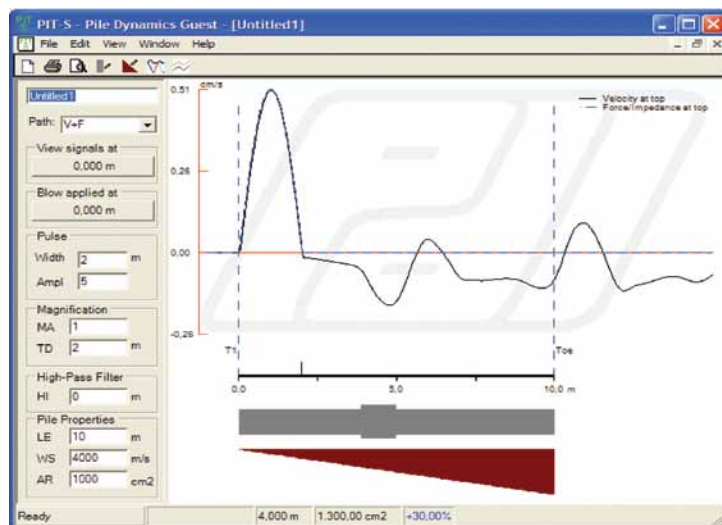 PIT-S - Pile Dynamics Guest - [Untitled1]
File Edit View Window Help
Untitled1
Path: V+F
View signals at
0,000 m
Blow applied at
0,000 m
Pulse
Width 2 m
Ampl 5
Magnification
MA 1
TD 2 m
High-Pass Filter
HI 0 m
Pile Properties
LE 10 m
WS 4000 m/s
AR 1000 cm2
cm/s
0.51
0.26
0.00
-0,26
Velocity at top
Force/Impedance at top
T1
Toe
0,0
5,0
10,0 m
Ready
4,000 m
1.300,00 cm2
+30,00%